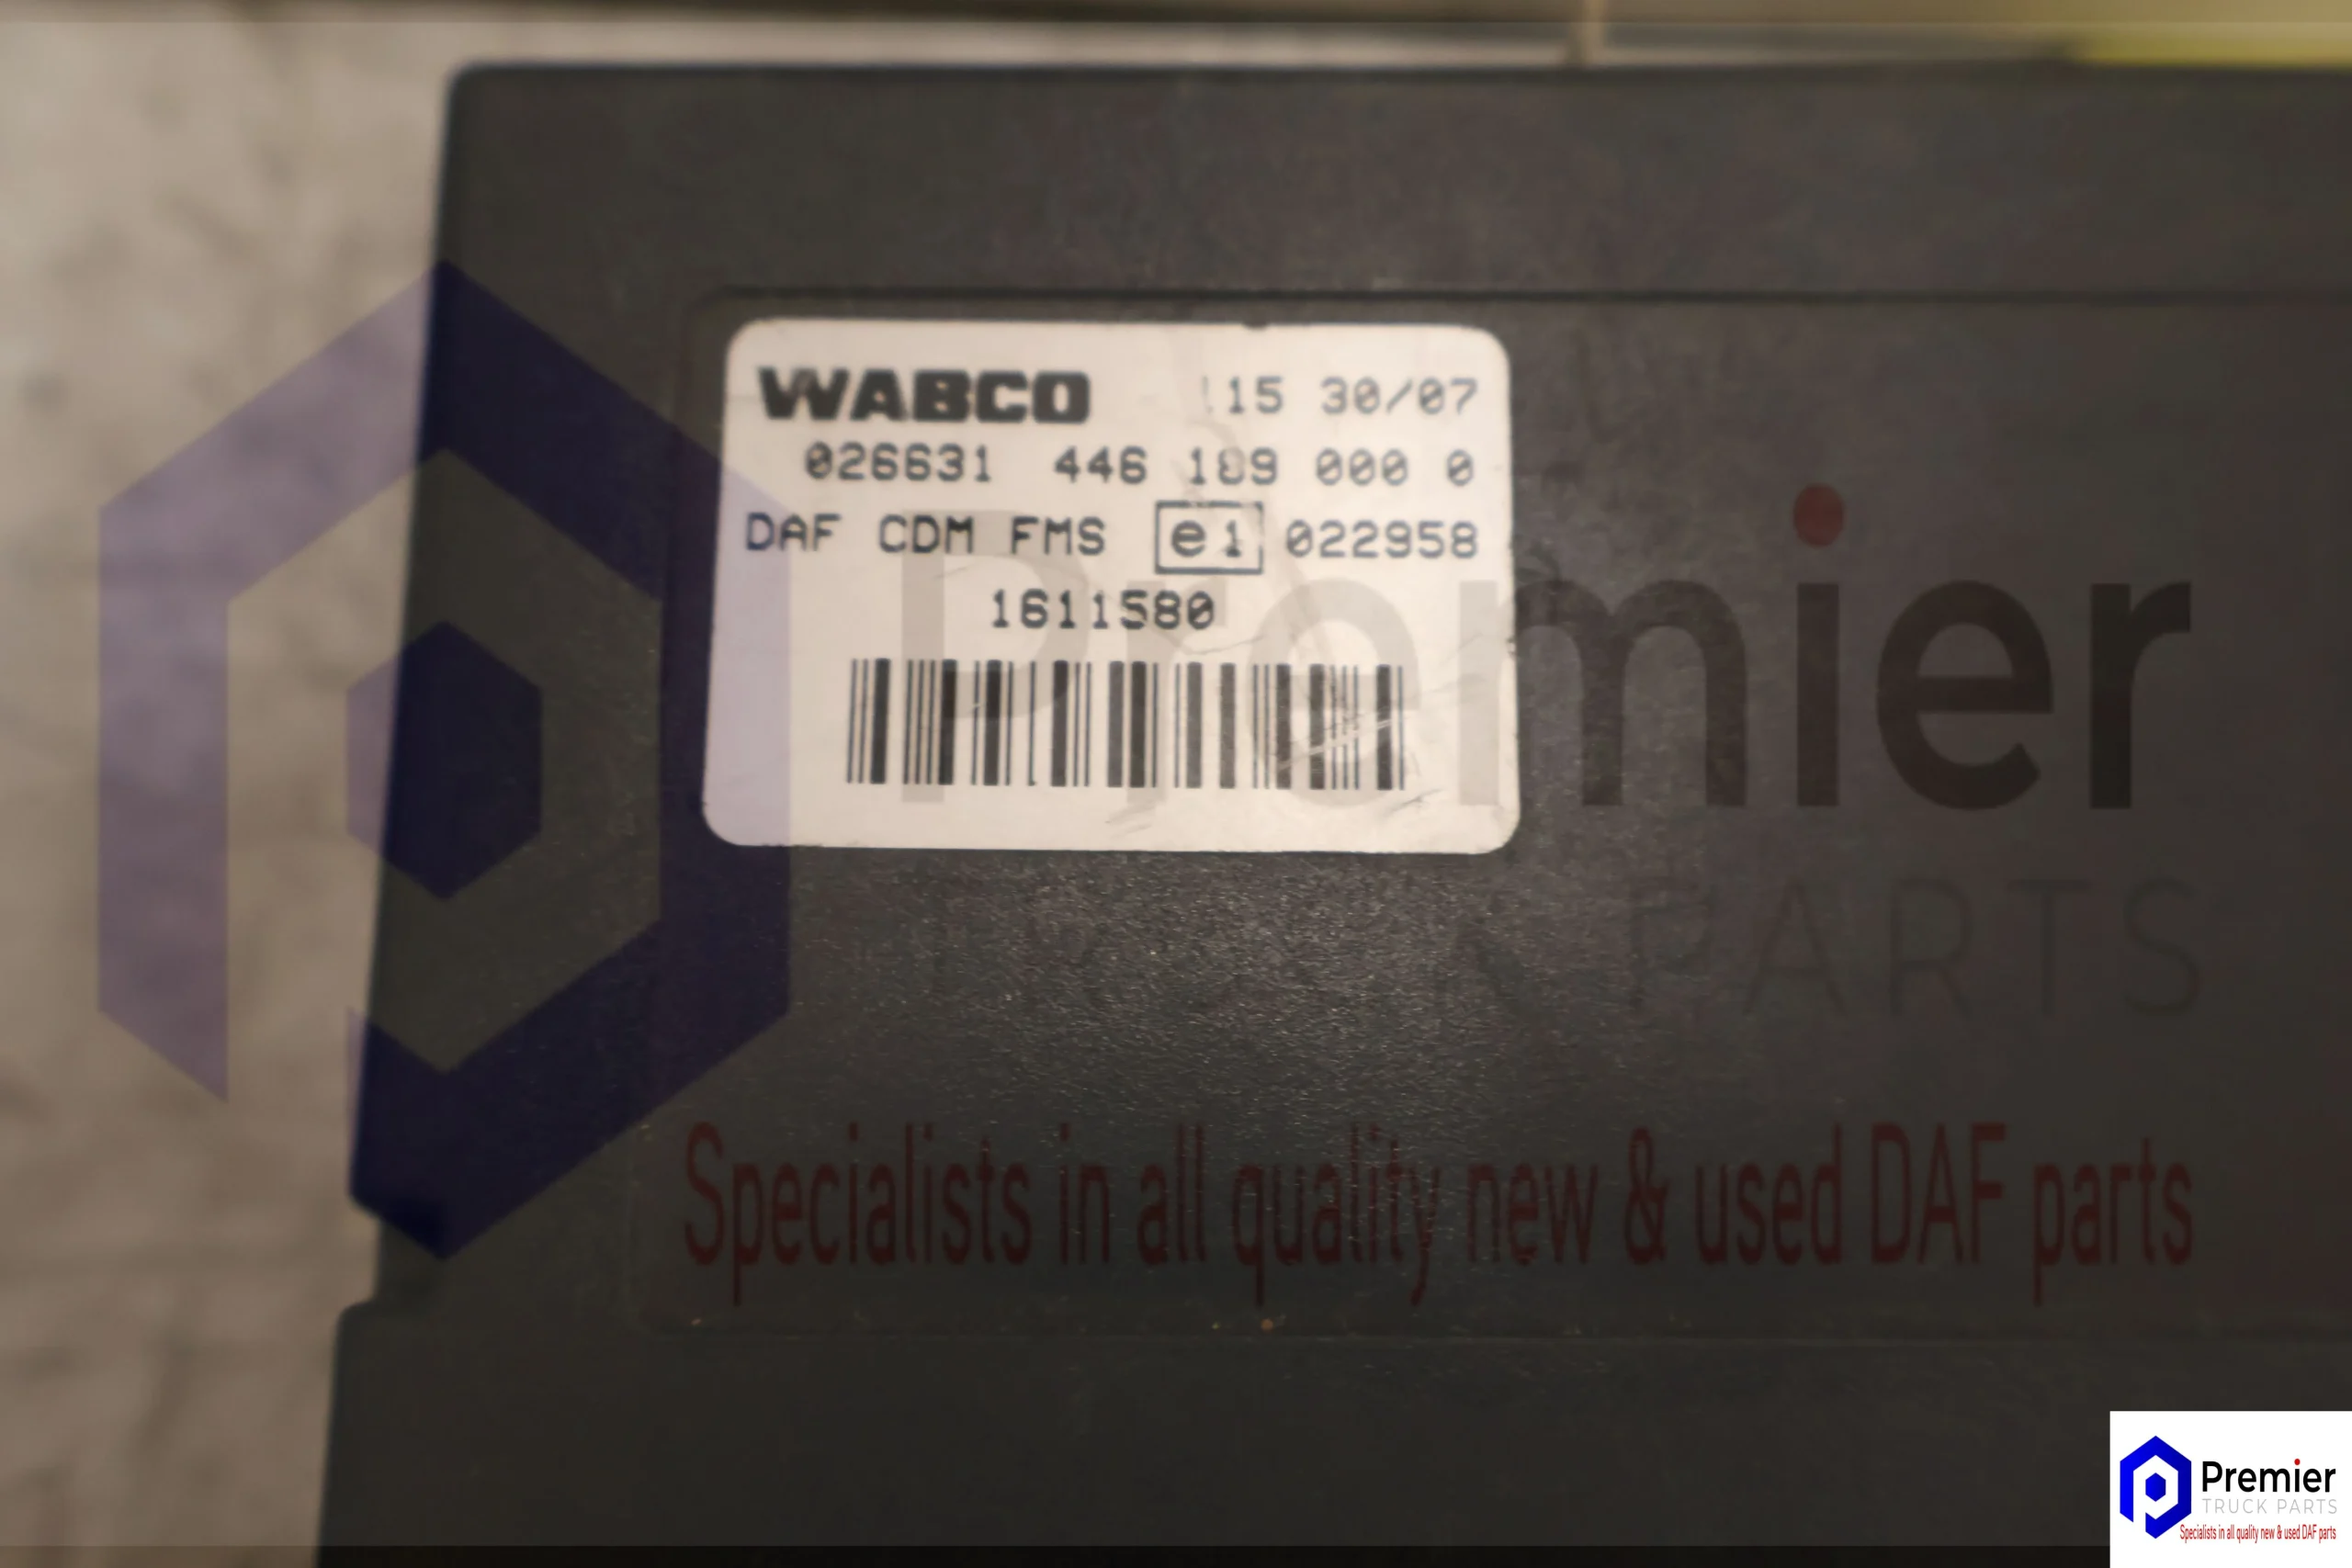 WABCO 115 30/07
026631 446 189 000 0
DAF CDM FMS e1 022958
1611580
Premier
TRUCK PARTS
Specialists in all quality new & used DAF parts
Premier
TRUCK PARTS
Specialists in all quality new & used DAF parts